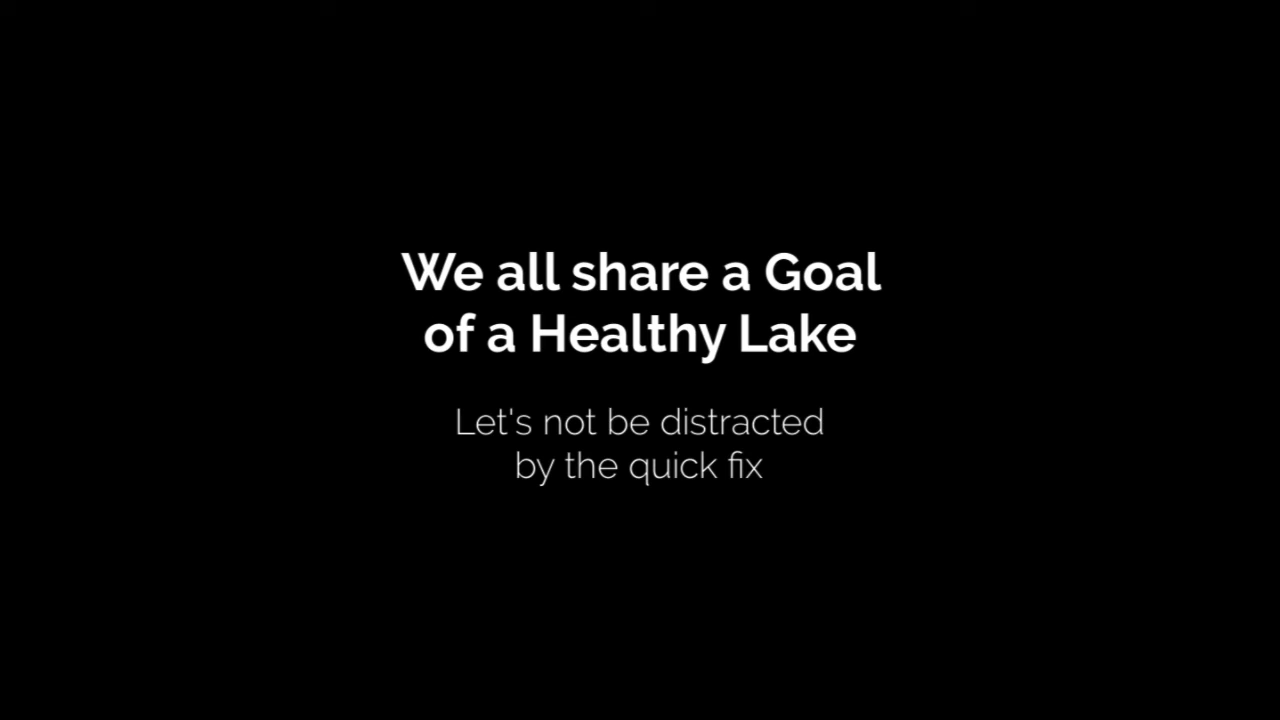 We all share a Goal
of a Healthy Lake
Let's not be distracted
by the quick fix